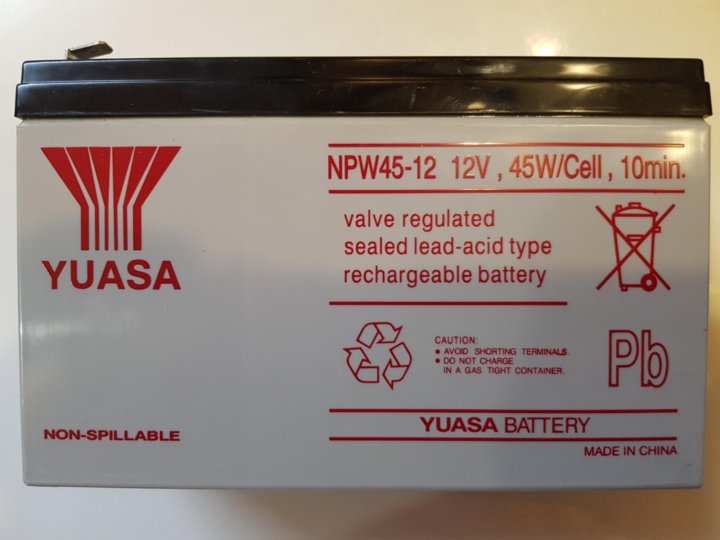 YUASA
NON-SPILLABLE
NPW45-12 12V , 45W/Cell , 10min.
valve regulated
sealed lead-acid type
rechargeable battery
CAUTION:
• AVOID SHORTING TERMINALS.
• DO NOT CHARGE
IN A GAS TIGHT CONTAINER.
Pb
YUASA BATTERY
MADE IN CHINA